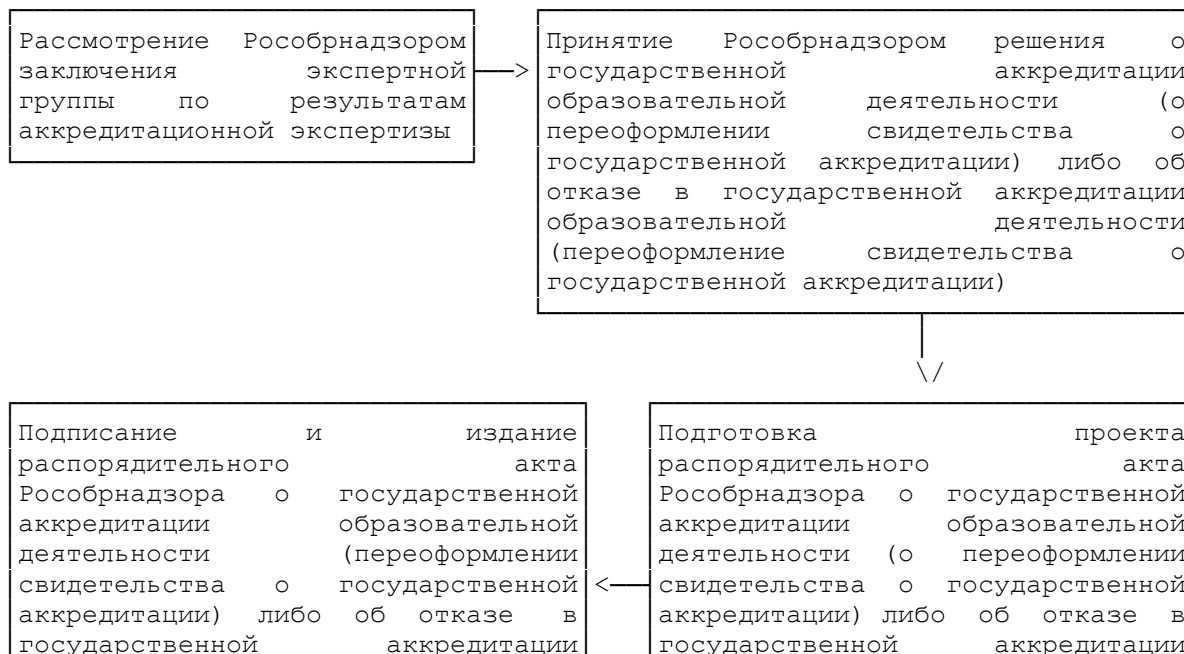 Рассмотрение Рособрнадзором
заключения экспертной
группы по результатам
аккредитационной экспертизы
Принятие Рособрнадзором решения о
государственной аккредитации
образовательной деятельности (о
переоформлении свидетельства о
государственной аккредитации) либо об
отказе в государственной аккредитации
образовательной деятельности
(переоформление свидетельства о
государственной аккредитации)
Подписание и издание
распорядительного акта
Рособрнадзора о государственной
аккредитации образовательной
деятельности (переоформлении
свидетельства о государственной
аккредитации) либо об отказе в
государственной аккредитации
Подготовка проекта
распорядительного акта
Рособрнадзора о государственной
аккредитации образовательной
деятельности (о переоформлении
свидетельства о государственной
аккредитации) либо об отказе в
государственной аккредитации